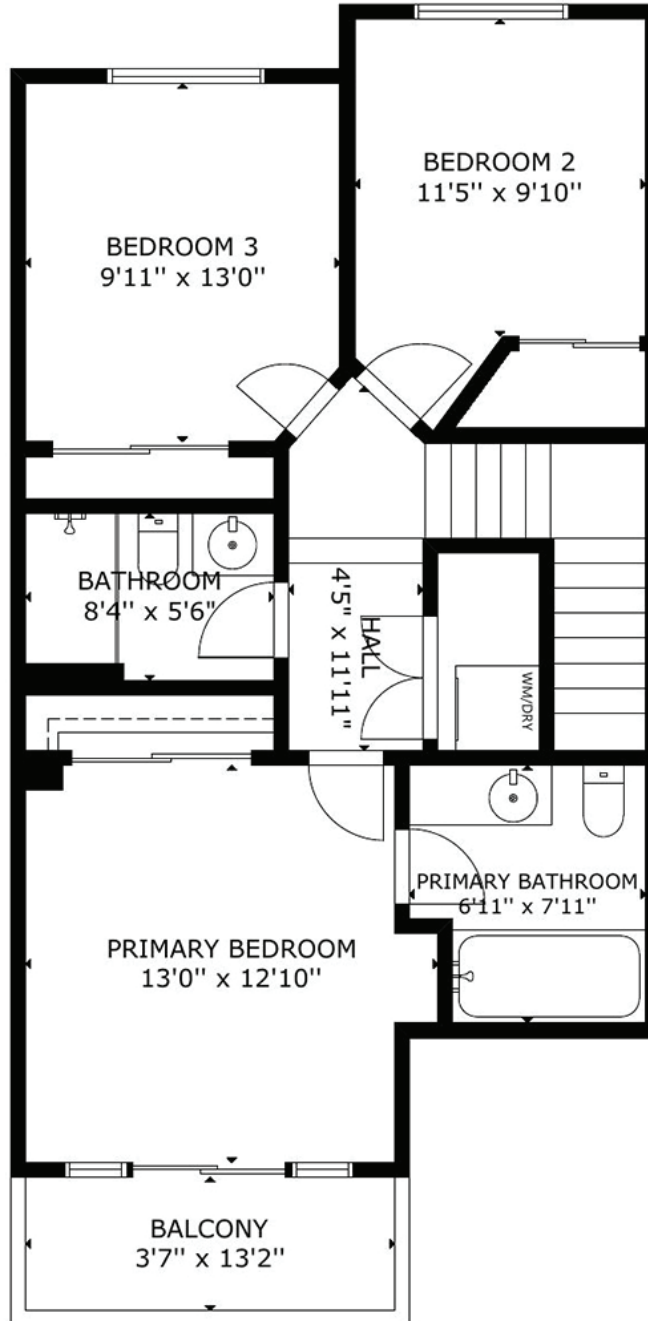 BEDROOM 2
11'5" x 9'10"
BEDROOM 3
9'11" x 13'0"
BATHROOM
8'4" x 5'6"
HALL
4'5" x 11'11"
WM/DRY
PRIMARY BATHROOM
6'11" x 7'11"
PRIMARY BEDROOM
13'0" x 12'10"
BALCONY
3'7" x 13'2"